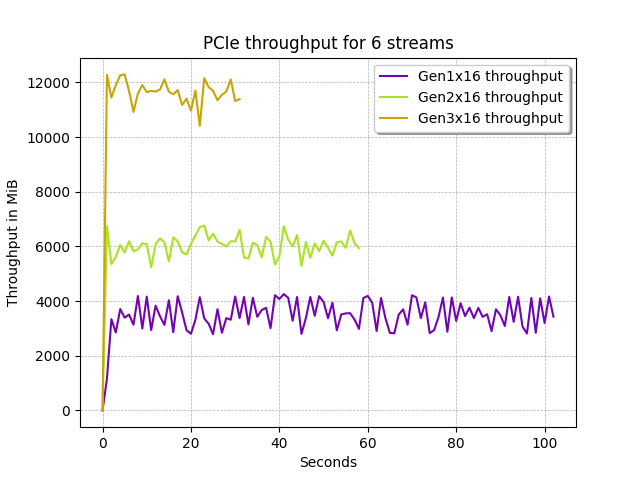 PCIe throughput for 6 streams
Gen1x16 throughput
Gen2x16 throughput
Gen3x16 throughput
Throughput in MiB
12000
10000
8000
6000
4000
2000
0
0 20 40 60 80 100
Seconds